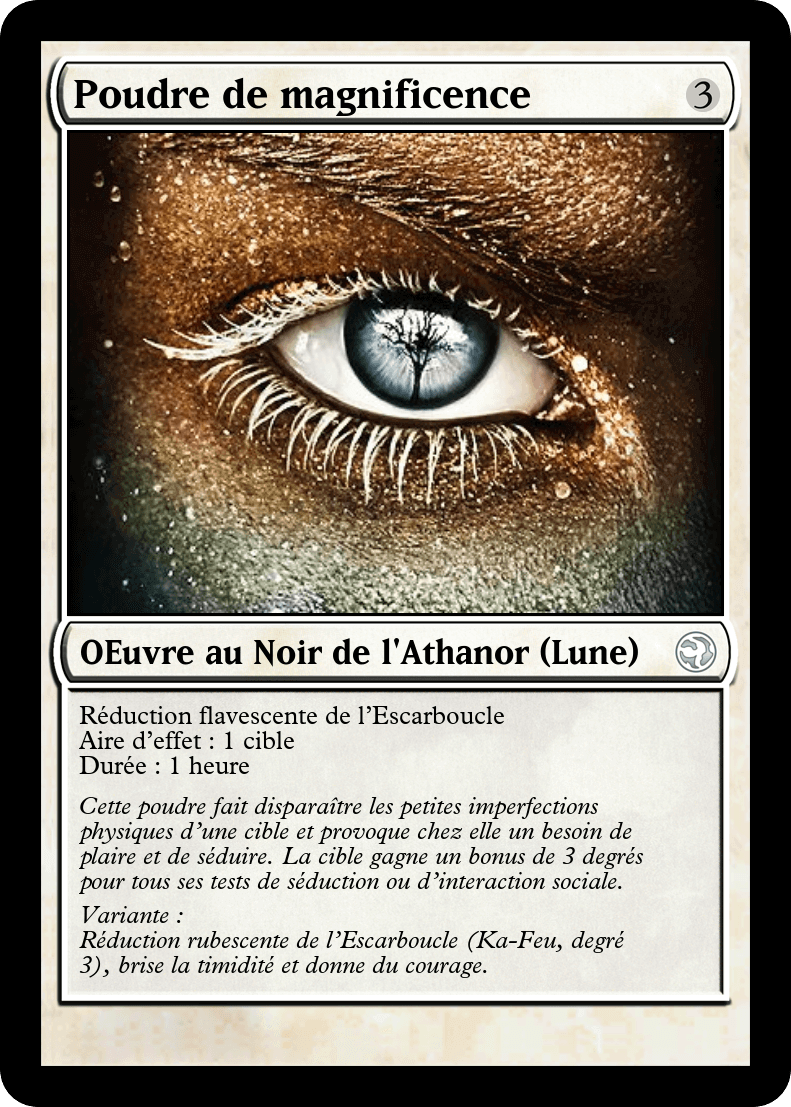 Poudre de magnificence 3
OEuvre au Noir de l'Athanor (Lune)
Réduction flavescente de l’Escarboucle
Aire d’effet : 1 cible
Durée : 1 heure
Cette poudre fait disparaître les petites imperfections
physiques d’une cible et provoque chez elle un besoin de
plaire et de séduire. La cible gagne un bonus de 3 degrés
pour tous ses tests de séduction ou d’interaction sociale.
Variante :
Réduction rubescente de l’Escarboucle (Ka-Feu, degré
3), brise la timidité et donne du courage.